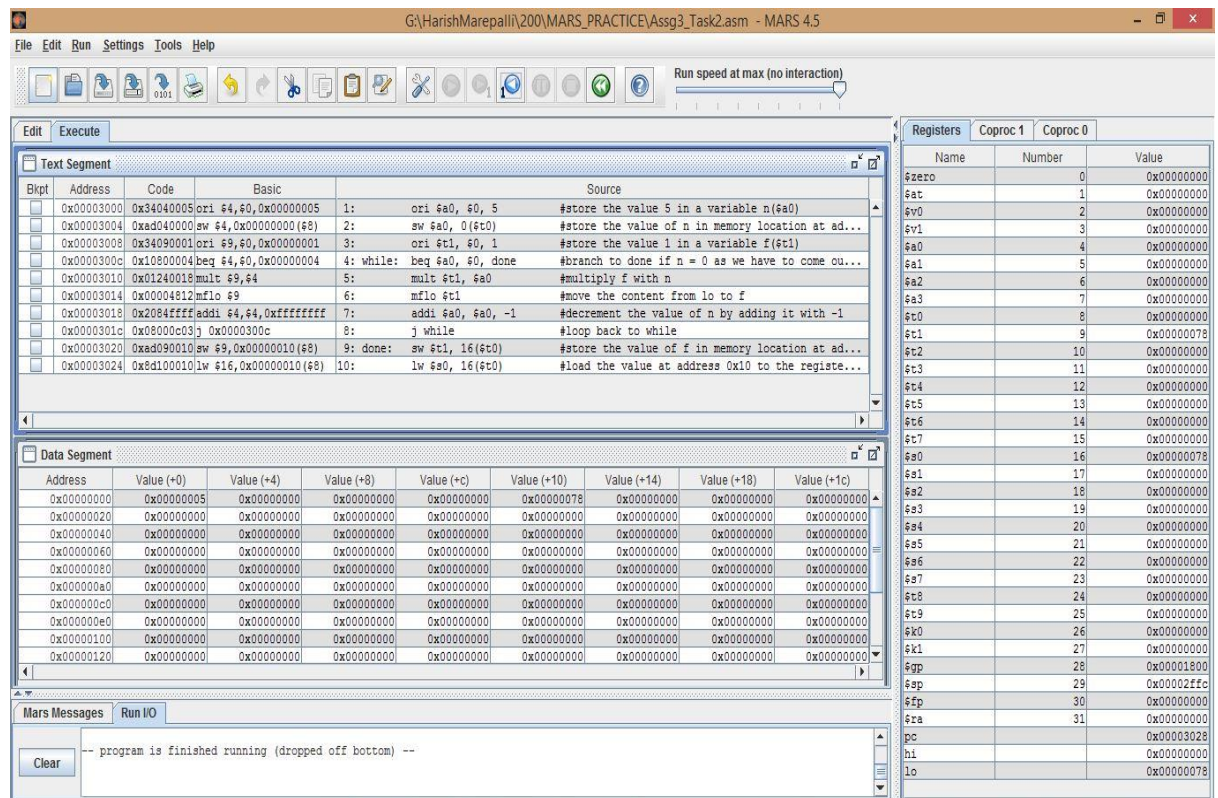 G:\HarishMarepalli\200\MARS_PRACTICE\Assg3_Task2.asm - MARS 4.5
File Edit Run Settings Tools Help
Run speed at max (no interaction)
Edit Execute
Text Segment
Bkpt Address Code Basic Source
0x00003000 0x34040005 ori $4,$0,0x00000005 1: ori $a0, $0, 5 #store the value 5 in a variable n($a0)
0x00003004 0xad040000 sw $4,0x00000000($8) 2: sw $a0, 0($t0) #store the value of n in memory location at ad...
0x00003008 0x34090001 ori $9,$0,0x00000001 3: ori $t1, $0, 1 #store the value 1 in a variable f($t1)
0x0000300c 0x10800004 beq $4,$0,0x00000004 4: while: beq $a0, $0, done #branch to done if n = 0 as we have to come ou...
0x00003010 0x01240018 mult $9,$4 5: mult $t1, $a0 #multiply f with n
0x00003014 0x00004812 mflo $9 6: mflo $t1 #move the content from lo to f
0x00003018 0x2084ffff addi $4,$4,0xffffffff 7: addi $a0, $a0, -1 #decrement the value of n by adding it with -1
0x0000301c 0x08000c03 j 0x0000300c 8: j while #loop back to while
0x00003020 0xad090010 sw $9,0x00000010($8) 9: done: sw $t1, 16($t0) #store the value of f in memory location at ad...
0x00003024 0x8d100010 lw $16,0x00000010($8) 10: lw $s0, 16($t0) #load the value at address 0x10 to the registe...
Data Segment
Address Value (+0) Value (+4) Value (+8) Value (+c) Value (+10) Value (+14) Value (+18) Value (+1c)
0x00000000 0x00000005 0x00000000 0x00000000 0x00000000 0x00000078 0x00000000 0x00000000 0x00000000
0x00000020 0x00000000 0x00000000 0x00000000 0x00000000 0x00000000 0x00000000 0x00000000 0x00000000
0x00000040 0x00000000 0x00000000 0x00000000 0x00000000 0x00000000 0x00000000 0x00000000 0x00000000
0x00000060 0x00000000 0x00000000 0x00000000 0x00000000 0x00000000 0x00000000 0x00000000 0x00000000
0x00000080 0x00000000 0x00000000 0x00000000 0x00000000 0x00000000 0x00000000 0x00000000 0x00000000
0x000000a0 0x00000000 0x00000000 0x00000000 0x00000000 0x00000000 0x00000000 0x00000000 0x00000000
0x000000c0 0x00000000 0x00000000 0x00000000 0x00000000 0x00000000 0x00000000 0x00000000 0x00000000
0x000000e0 0x00000000 0x00000000 0x00000000 0x00000000 0x00000000 0x00000000 0x00000000 0x00000000
0x00000100 0x00000000 0x00000000 0x00000000 0x00000000 0x00000000 0x00000000 0x00000000 0x00000000
0x00000120 0x00000000 0x00000000 0x00000000 0x00000000 0x00000000 0x00000000 0x00000000 0x00000000
Mars Messages Run I/O
-- program is finished running (dropped off bottom) --
Clear
Registers Coproc 1 Coproc 0
Name Number Value
$zero 0 0x00000000
$at 1 0x00000000
$v0 2 0x00000000
$v1 3 0x00000000
$a0 4 0x00000000
$a1 5 0x00000000
$a2 6 0x00000000
$a3 7 0x00000000
$t0 8 0x00000000
$t1 9 0x00000078
$t2 10 0x00000000
$t3 11 0x00000000
$t4 12 0x00000000
$t5 13 0x00000000
$t6 14 0x00000000
$t7 15 0x00000000
$s0 16 0x00000078
$s1 17 0x00000000
$s2 18 0x00000000
$s3 19 0x00000000
$s4 20 0x00000000
$s5 21 0x00000000
$s6 22 0x00000000
$s7 23 0x00000000
$t8 24 0x00000000
$t9 25 0x00000000
$k0 26 0x00000000
$k1 27 0x00000000
$gp 28 0x00001800
$sp 29 0x00002ffc
$fp 30 0x00000000
$ra 31 0x00000000
pc 0x00003028
hi 0x00000000
lo 0x00000078